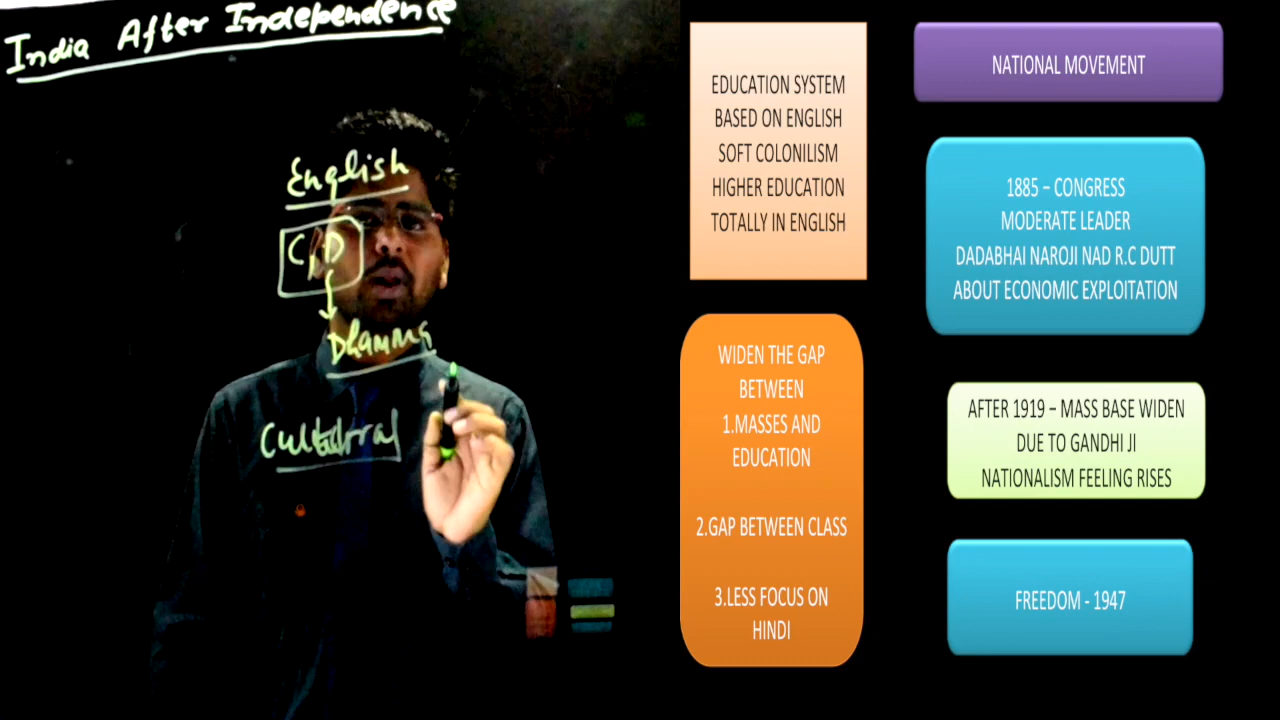 India After Independence
English
C, D
Dhamma
Cultural
EDUCATION SYSTEM
BASED ON ENGLISH
SOFT COLONILISM
HIGHER EDUCATION
TOTALLY IN ENGLISH
WIDEN THE GAP
BETWEEN
1.MASSES AND
EDUCATION
2.GAP BETWEEN CLASS
3.LESS FOCUS ON
HINDI
NATIONAL MOVEMENT
1885 – CONGRESS
MODERATE LEADER
DADABHAI NAROJI NAD R.C DUTT
ABOUT ECONOMIC EXPLOITATION
AFTER 1919 – MASS BASE WIDEN
DUE TO GANDHI JI
NATIONALISM FEELING RISES
FREEDOM - 1947